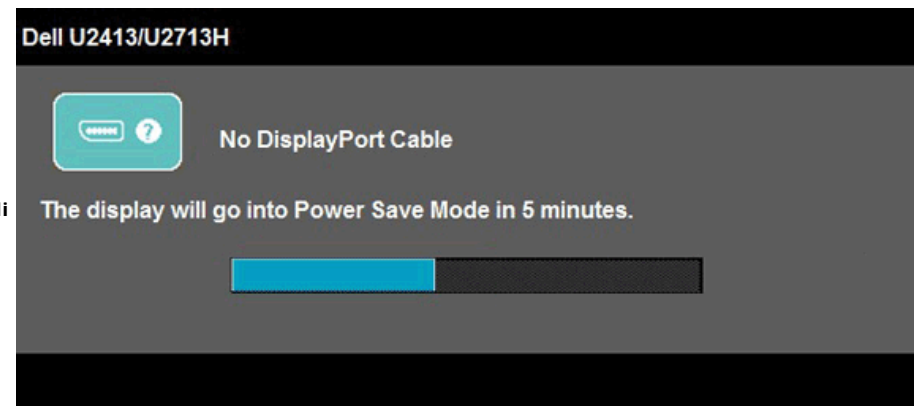 Dell U2413/U2713H
?
No DisplayPort Cable
The display will go into Power Save Mode in 5 minutes.